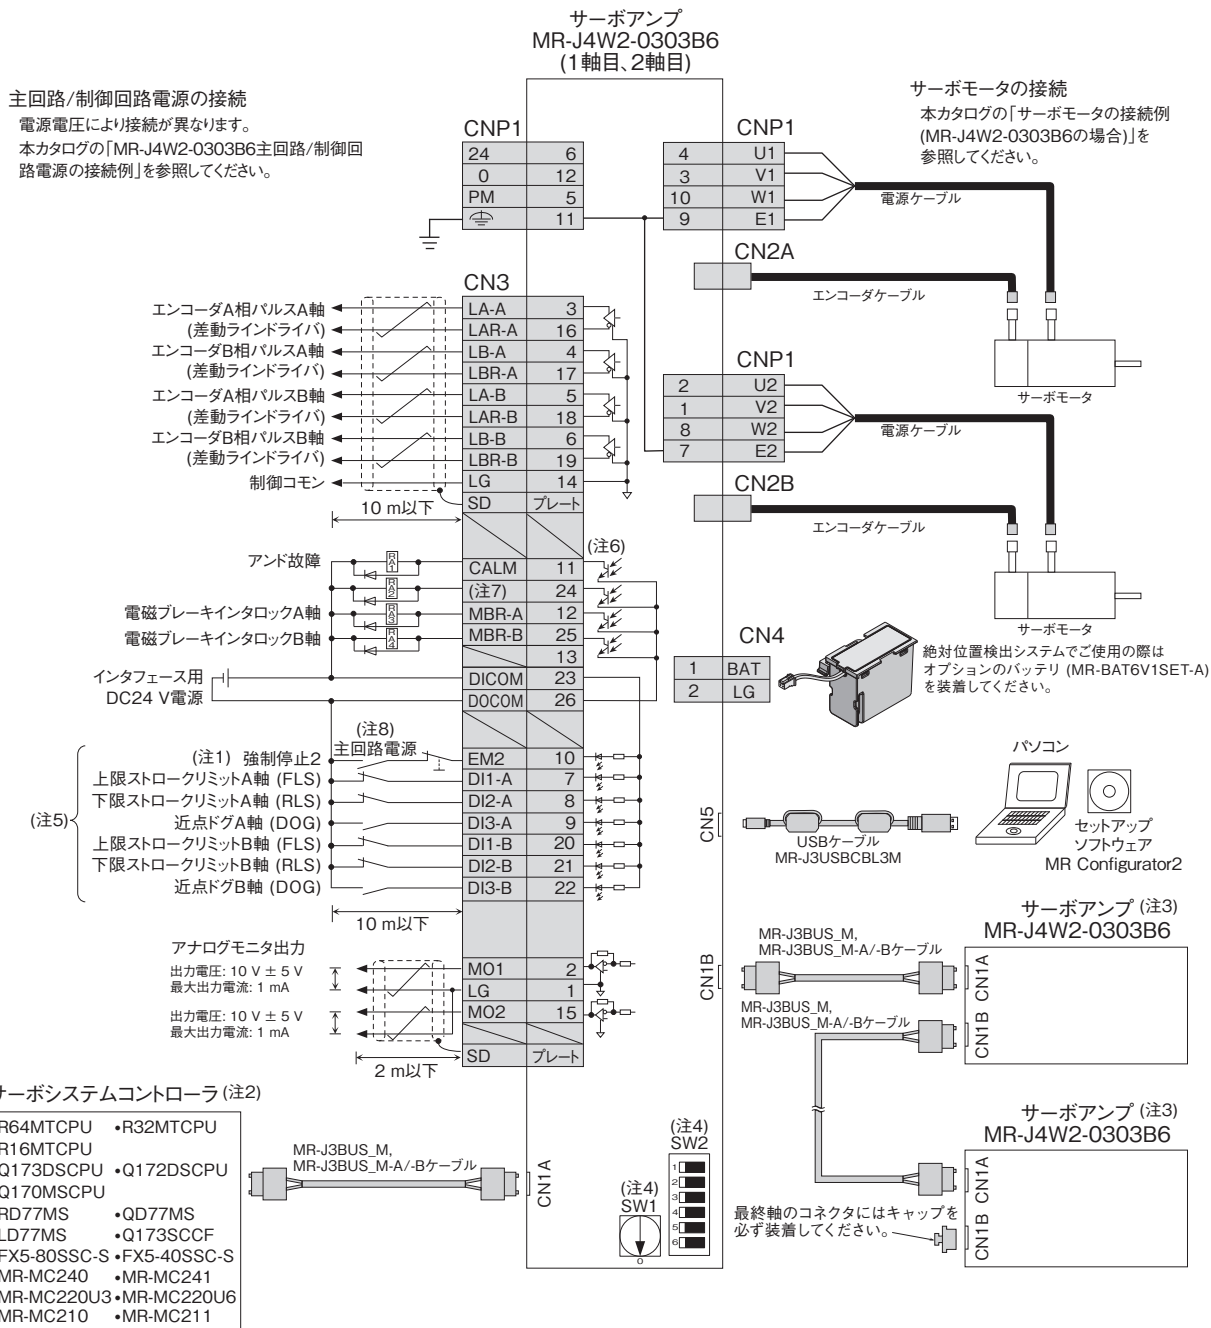 サーボアンプ
MR-J4W2-0303B6
(1軸目、2軸目)
主回路/制御回路電源の接続
電源電圧により接続が異なります。
本カタログの「MR-J4W2-0303B6主回路/制御回
路電源の接続例」を参照してください。
サーボモータの接続
本カタログの「サーボモータの接続例
(MR-J4W2-0303B6の場合)」を
参照してください。
CNP1
24 6
0 12
PM 5
11
CNP1
4 U1
3 V1
10 W1
9 E1
電源ケーブル
CN2A
エンコーダケーブル
サーボモータ
CNP1
2 U2
1 V2
8 W2
7 E2
電源ケーブル
CN2B
エンコーダケーブル
サーボモータ
CN3
エンコーダA相パルスA軸 LA-A 3
(差動ラインドライバ) LAR-A 16
エンコーダB相パルスA軸 LB-A 4
(差動ラインドライバ) LBR-A 17
エンコーダA相パルスB軸 LA-B 5
(差動ラインドライバ) LAR-B 18
エンコーダB相パルスB軸 LB-B 6
(差動ラインドライバ) LBR-B 19
制御コモン LG 14
SD プレート
10 m以下
(注6)
アンド故障 RA1 CALM 11
RA2 (注7) 24
電磁ブレーキインタロックA軸 RA3 MBR-A 12
電磁ブレーキインタロックB軸 RA4 MBR-B 25
13
インタフェース用 DICOM 23
DC24 V電源 DOCOM 26
CN4
1 BAT
2 LG
絶対位置検出システムでご使用の際は
オプションのバッテリ (MR-BAT6V1SET-A)
を装着してください。
(注8)
主回路電源
(注5)
(注1) 強制停止2 EM2 10
上限ストロークリミットA軸 (FLS) DI1-A 7
下限ストロークリミットA軸 (RLS) DI2-A 8
近点ドグA軸 (DOG) DI3-A 9
上限ストロークリミットB軸 (FLS) DI1-B 20
下限ストロークリミットB軸 (RLS) DI2-B 21
近点ドグB軸 (DOG) DI3-B 22
10 m以下
CN5
USBケーブル
MR-J3USBCBL3M
パソコン
セットアップ
ソフトウェア
MR Configurator2
アナログモニタ出力
出力電圧: 10 V ± 5 V
最大出力電流: 1 mA
出力電圧: 10 V ± 5 V
最大出力電流: 1 mA
MO1 2
LG 1
MO2 15
SD プレート
2 m以下
CN1B
MR-J3BUS_M,
MR-J3BUS_M-A/-Bケーブル
MR-J3BUS_M,
MR-J3BUS_M-A/-Bケーブル
サーボアンプ (注3)
MR-J4W2-0303B6
CN1A
CN1B
サーボアンプ (注3)
MR-J4W2-0303B6
CN1A
CN1B
最終軸のコネクタにはキャップを
必ず装着してください。
ーボシステムコントローラ (注2)
R64MTCPU •R32MTCPU
R16MTCPU
Q173DSCPU •Q172DSCPU
Q170MSCPU
RD77MS •QD77MS
LD77MS •Q173SCCF
FX5-80SSC-S •FX5-40SSC-S
MR-MC240 •MR-MC241
MR-MC220U3 •MR-MC220U6
MR-MC210 •MR-MC211
MR-J3BUS_M,
MR-J3BUS_M-A/-Bケーブル
CN1A
(注4)
SW1
0
(注4)
SW2
1
2
3
4
5
6